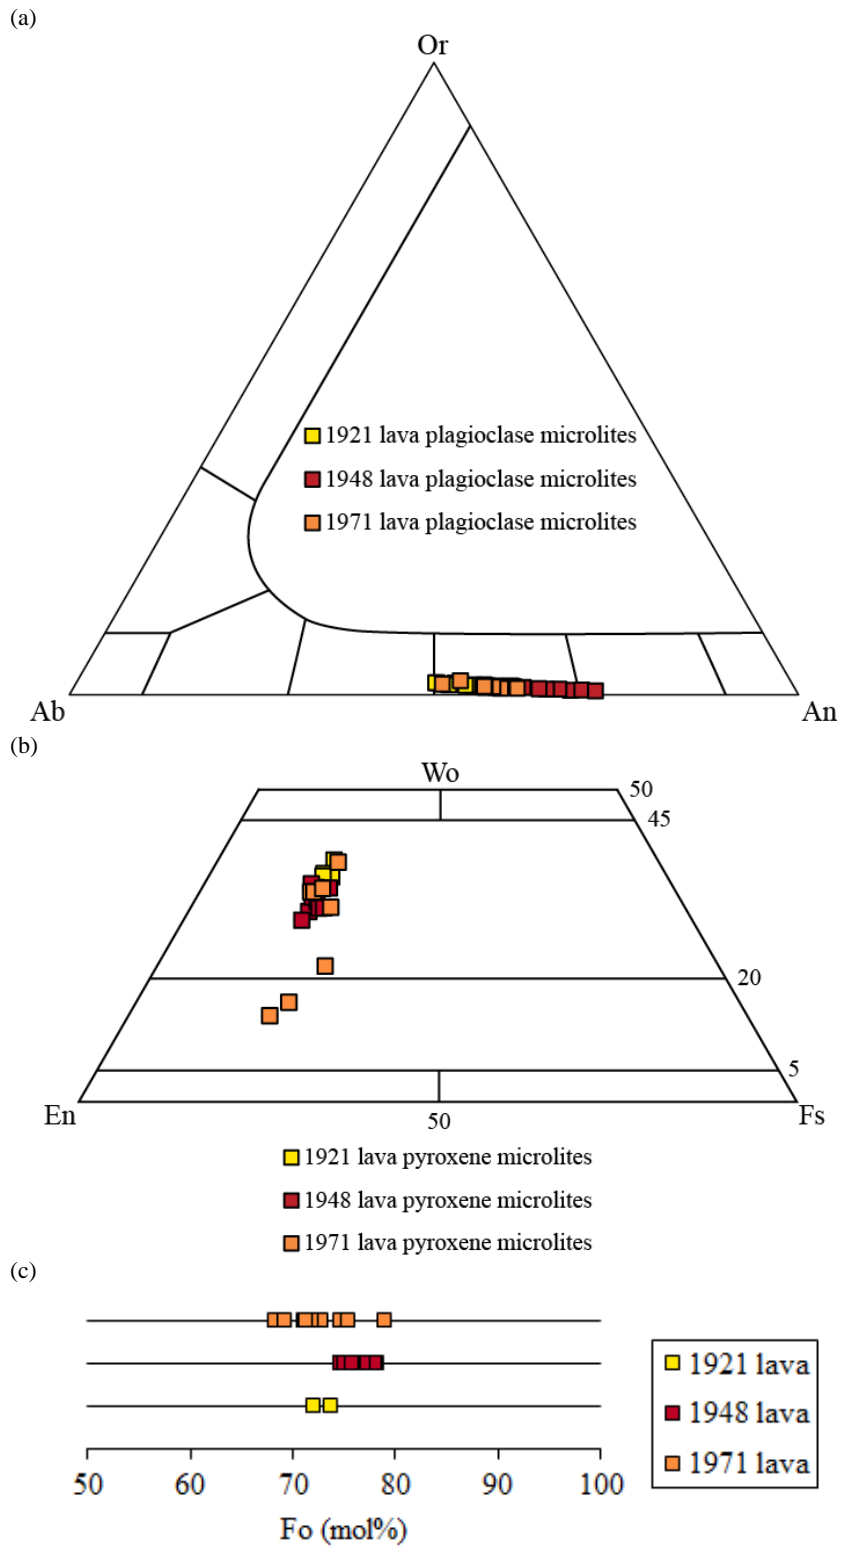 (a)
Or
1921 lava plagioclase microlites
1948 lava plagioclase microlites
1971 lava plagioclase microlites
Ab
An
(b)
Wo
50
45
20
5
En
Fs
50
1921 lava pyroxene microlites
1948 lava pyroxene microlites
1971 lava pyroxene microlites
(c)
1921 lava
1948 lava
1971 lava
50 60 70 80 90 100
Fo (mol%)